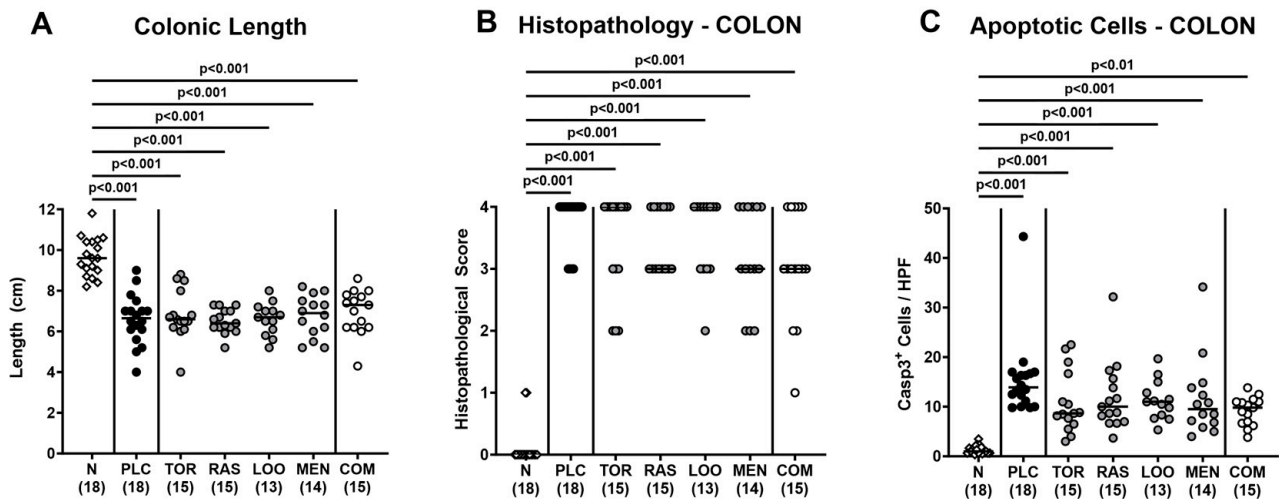 A Colonic Length
p<0.001
p<0.001
p<0.001
p<0.001
p<0.001
p<0.001
12
10
8
6
4
2
0
Length (cm)
N PLC TOR RAS LOO MEN COM
(18) (18) (15) (15) (13) (14) (15)
B Histopathology - COLON
p<0.001
p<0.001
p<0.001
p<0.001
p<0.001
p<0.001
4
3
2
1
0
Histopathological Score
N PLC TOR RAS LOO MEN COM
(18) (18) (15) (15) (13) (14) (15)
C Apoptotic Cells - COLON
p<0.01
p<0.001
p<0.001
p<0.001
p<0.001
p<0.001
50
40
30
20
10
0
Casp3⁺ Cells / HPF
N PLC TOR RAS LOO MEN COM
(18) (18) (15) (15) (13) (14) (15)